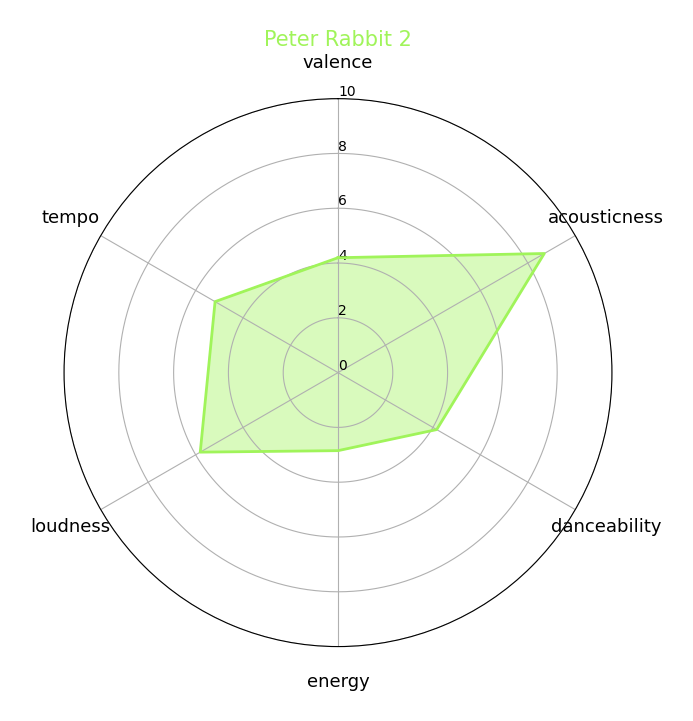 Peter Rabbit 2
valence
10
8
tempo
acousticness
6
4
2
0
loudness
danceability
energy